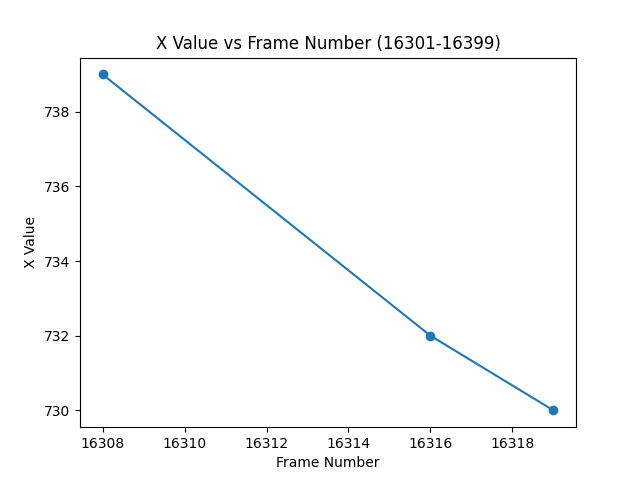 X Value vs Frame Number (16301-16399)
738
736
734
732
730
X Value
16308 16310 16312 16314 16316 16318
Frame Number